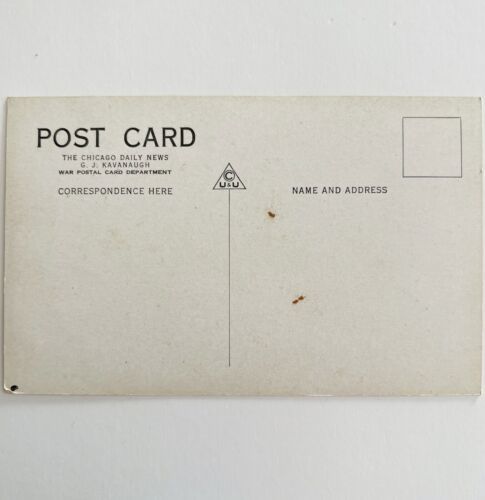 POST CARD
THE CHICAGO DAILY NEWS
G. J. KAVANAUGH
WAR POSTAL CARD DEPARTMENT
CORRESPONDENCE HERE
C
U&U
NAME AND ADDRESS